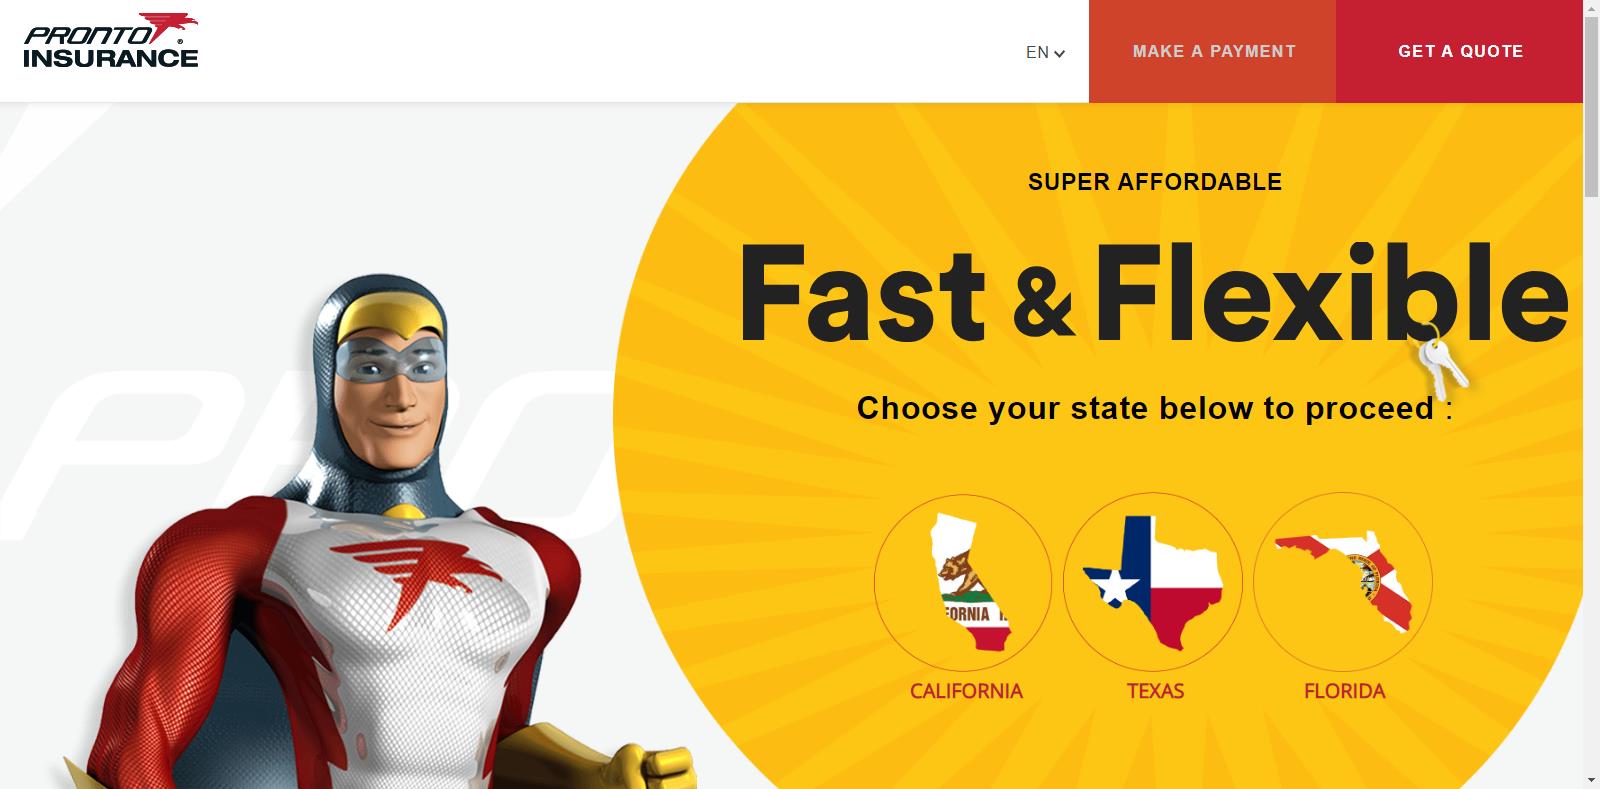 PRONTO
INSURANCE
EN
MAKE A PAYMENT
GET A QUOTE
SUPER AFFORDABLE
Fast & Flexible
Choose your state below to proceed :
CALIFORNIA
TEXAS
FLORIDA